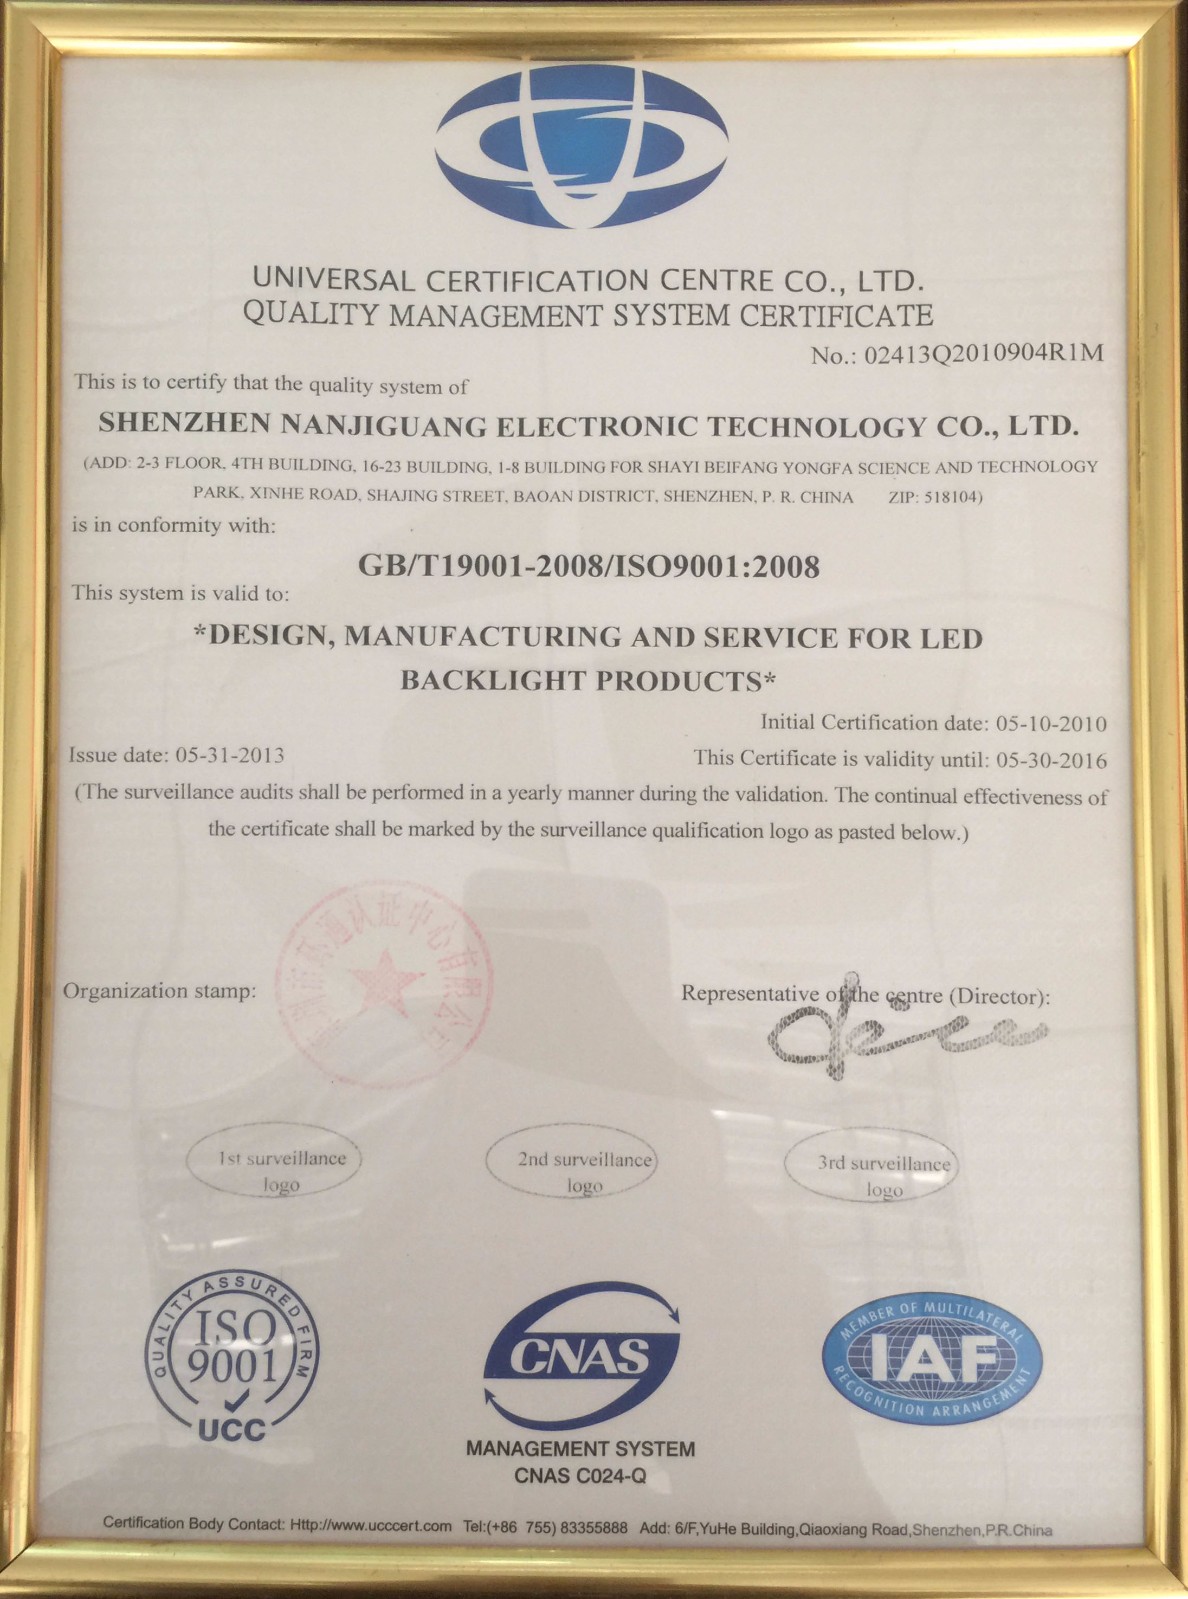 UNIVERSAL CERTIFICATION CENTRE CO., LTD.
QUALITY MANAGEMENT SYSTEM CERTIFICATE
No.: 02413Q2010904R1M
This is to certify that the quality system of
SHENZHEN NANJIGUANG ELECTRONIC TECHNOLOGY CO., LTD.
(ADD: 2-3 FLOOR, 4TH BUILDING, 16-23 BUILDING, 1-8 BUILDING FOR SHAYI BEIFANG YONGFA SCIENCE AND TECHNOLOGY
PARK, XINHE ROAD, SHAJING STREET, BAOAN DISTRICT, SHENZHEN, P. R. CHINA ZIP: 518104)
is in conformity with:
GB/T19001-2008/ISO9001:2008
This system is valid to:
*DESIGN, MANUFACTURING AND SERVICE FOR LED
BACKLIGHT PRODUCTS*
Initial Certification date: 05-10-2010
Issue date: 05-31-2013 This Certificate is validity until: 05-30-2016
(The surveillance audits shall be performed in a yearly manner during the validation. The continual effectiveness of
the certificate shall be marked by the surveillance qualification logo as pasted below.)
通认证中心有限公司
Organization stamp: Representative of the centre (Director):
1st surveillance
logo
2nd surveillance
logo
3rd surveillance
logo
QUALITY ASSURED FIRM
ISO
9001
UCC
CNAS
MANAGEMENT SYSTEM
CNAS C024-Q
MEMBER OF MULTILATERAL
IAF
RECOGNITION ARRANGEMENT
Certification Body Contact: Http://www.ucccert.com Tel:(+86 755) 83355888 Add: 6/F,YuHe Building,Qiaoxiang Road,Shenzhen,P.R.China